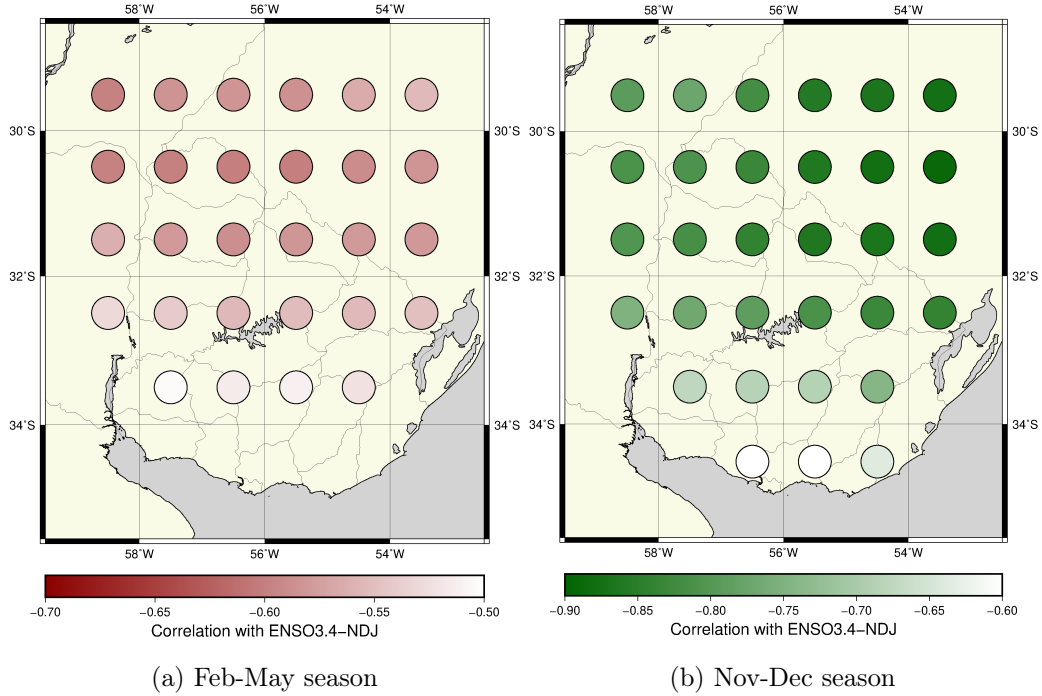 58˚W 56˚W 54˚W
30˚S
32˚S
34˚S
58˚W 56˚W 54˚W
−0.70 −0.65 −0.60 −0.55 −0.50
Correlation with ENSO3.4−NDJ
(a) Feb-May season
58˚W 56˚W 54˚W
30˚S 30˚S
32˚S 32˚S
34˚S 34˚S
58˚W 56˚W 54˚W
−0.90 −0.85 −0.80 −0.75 −0.70 −0.65 −0.60
Correlation with ENSO3.4−NDJ
(b) Nov-Dec season